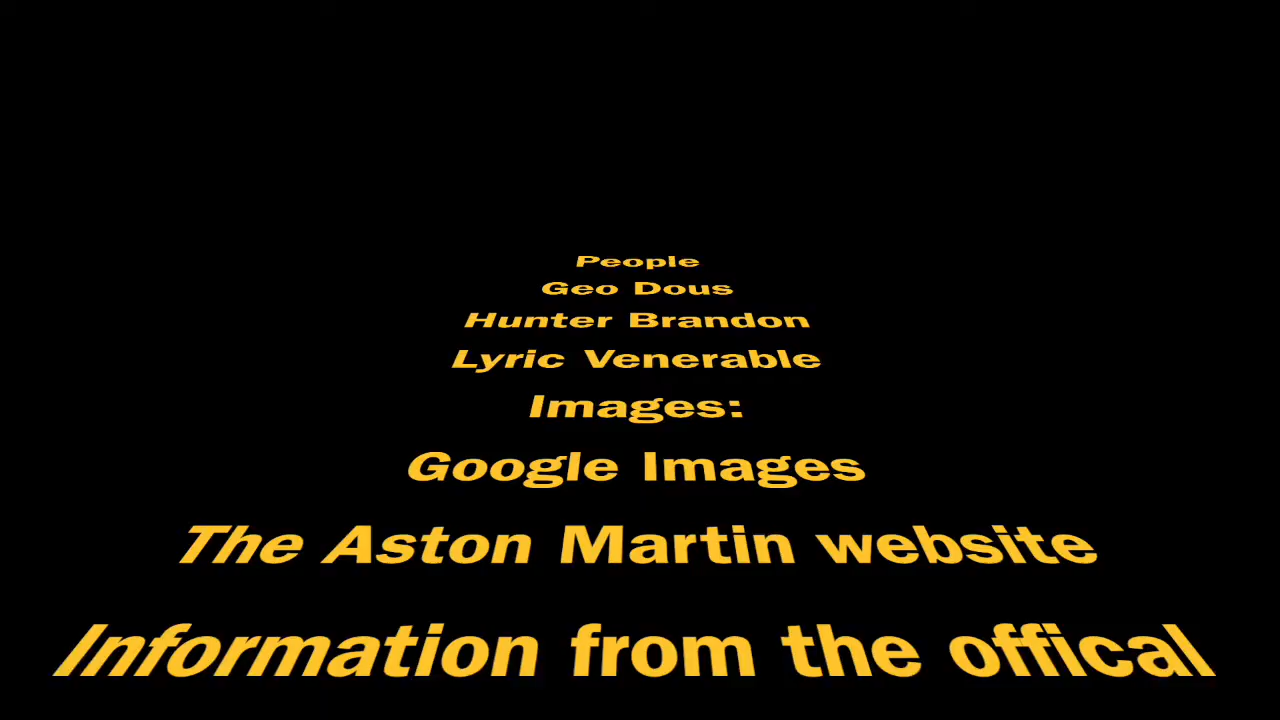 People
Geo Dous
Hunter Brandon
Lyric Venerable
Images:
Google Images
The Aston Martin website
Information from the offical